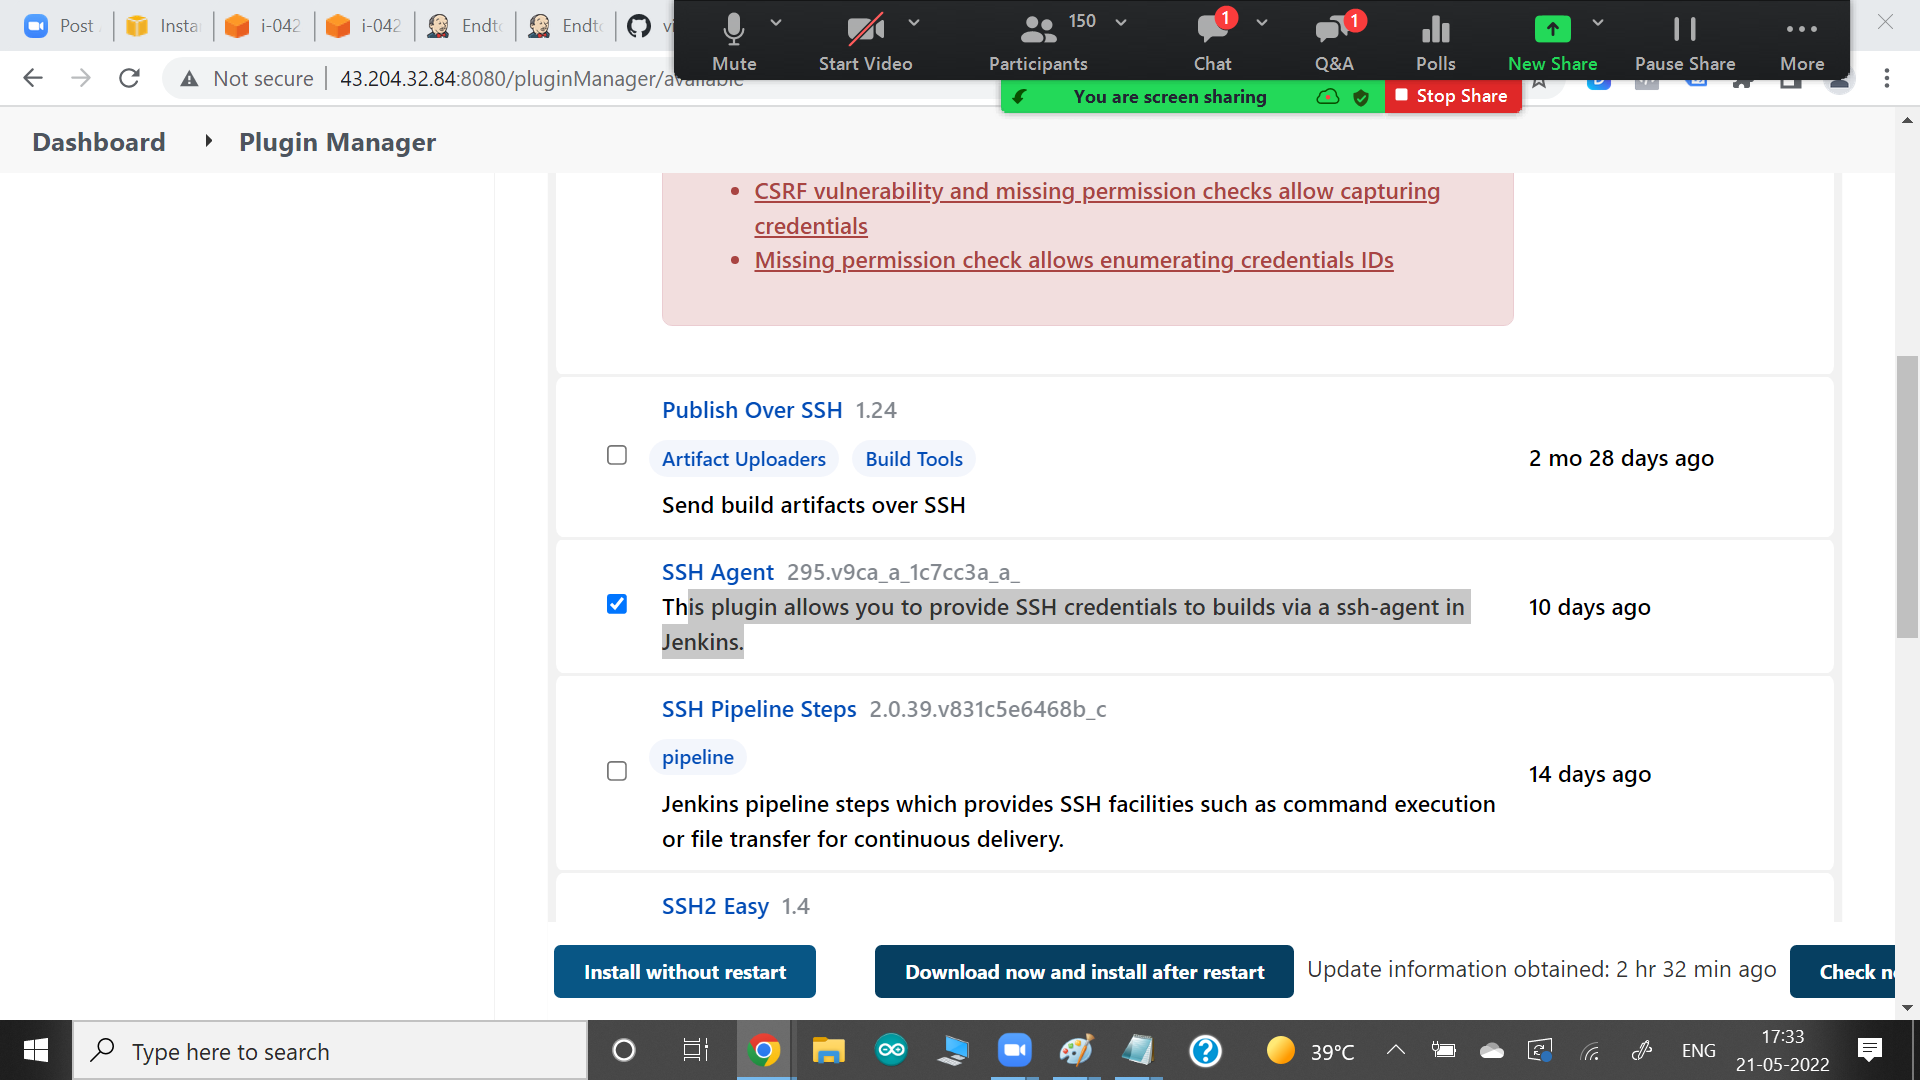 Post
Insta
i-042
i-042
Endt
Endt
vi
Mute
Start Video
150
Participants
1
Chat
1
Q&A
Polls
New Share
Pause Share
More
Not secure
43.204.32.84:8080/pluginManager/available
You are screen sharing
Stop Share
Dashboard
Plugin Manager
CSRF vulnerability and missing permission checks allow capturing
credentials
Missing permission check allows enumerating credentials IDs
Publish Over SSH 1.24
Artifact Uploaders
Build Tools
2 mo 28 days ago
Send build artifacts over SSH
SSH Agent 295.v9ca_a_1c7cc3a_a_
This plugin allows you to provide SSH credentials to builds via a ssh-agent in
Jenkins.
10 days ago
SSH Pipeline Steps 2.0.39.v831c5e6468b_c
pipeline
14 days ago
Jenkins pipeline steps which provides SSH facilities such as command execution
or file transfer for continuous delivery.
SSH2 Easy 1.4
Install without restart
Download now and install after restart
Update information obtained: 2 hr 32 min ago
Check n
Type here to search
39°C
ENG
17:33
21-05-2022